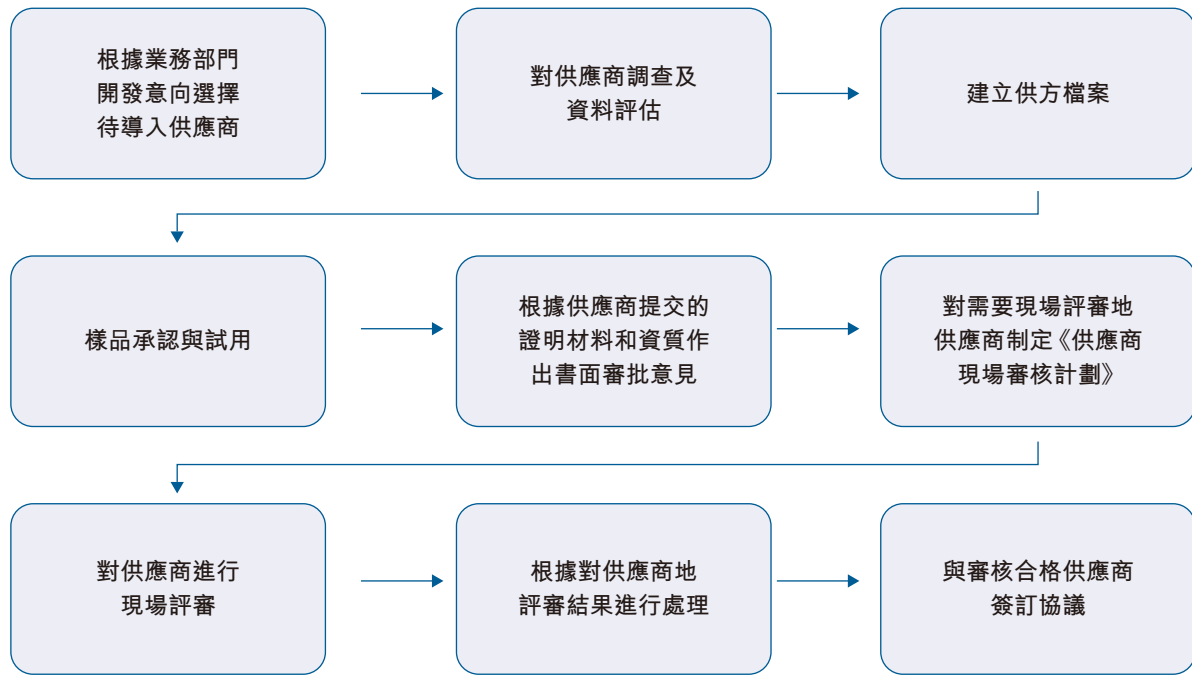 根據業務部門
開發意向選擇
待導入供應商
對供應商調查及
資料評估
建立供方檔案
樣品承認與試用
根據供應商提交的
證明材料和資質作
出書面審批意見
對需要現場評審地
供應商制定《供應商
現場審核計劃》
對供應商進行
現場評審
根據對供應商地
評審結果進行處理
與審核合格供應商
簽訂協議